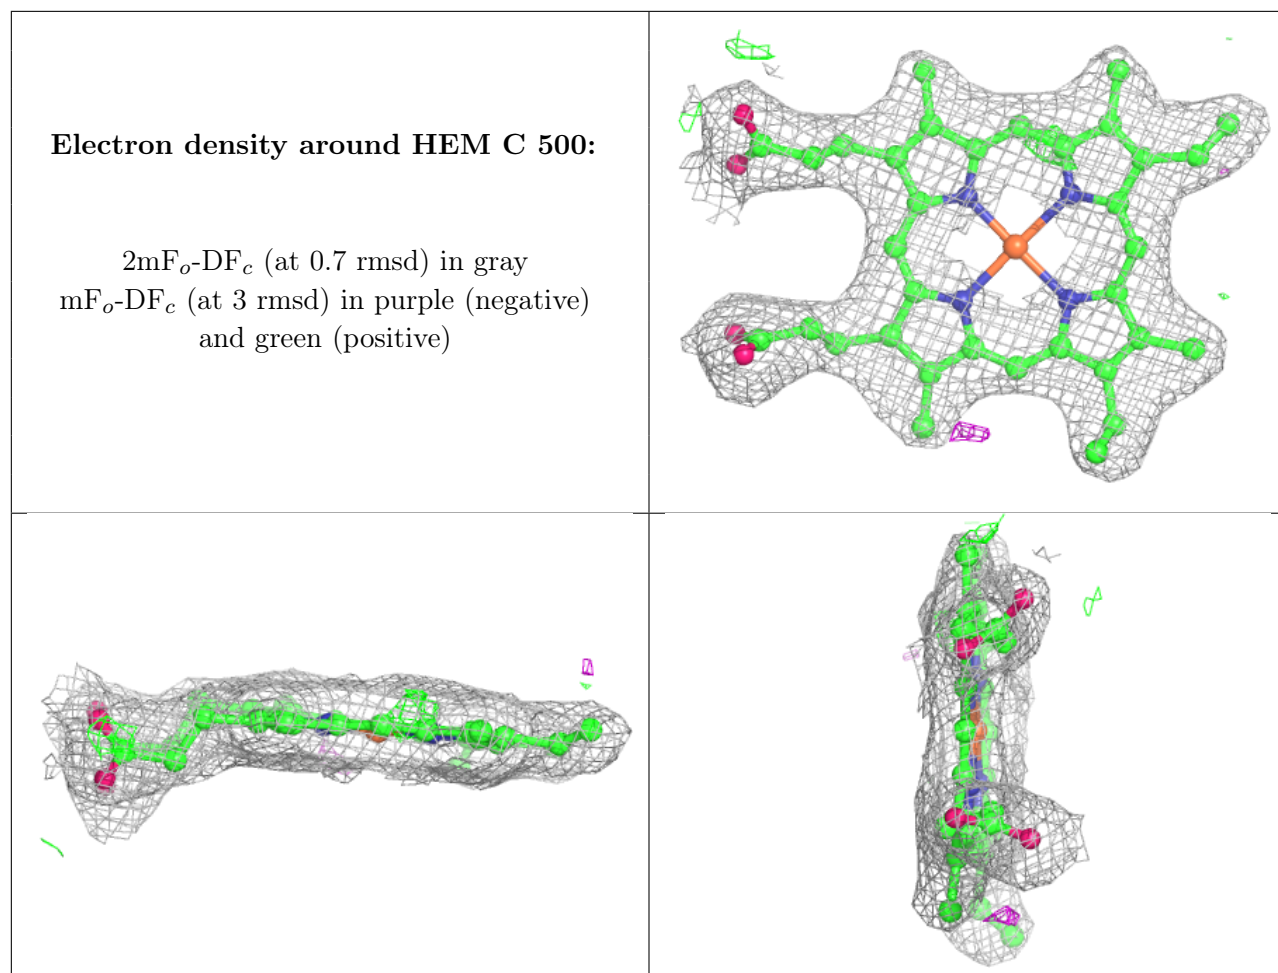 Electron density around HEM C 500:
2mFo-DFc (at 0.7 rmsd) in gray
mFo-DFc (at 3 rmsd) in purple (negative)
and green (positive)